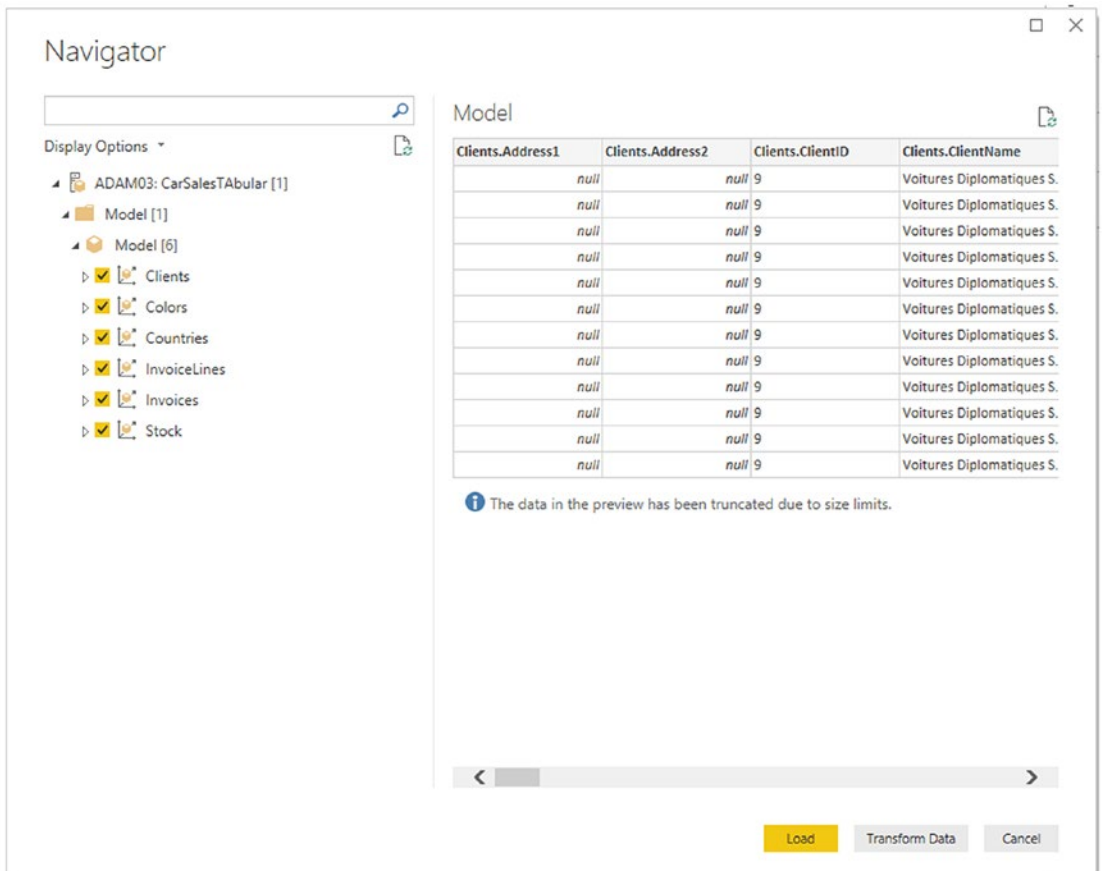 Navigator
Display Options
ADAM03: CarSalesTAbular [1]
Model [1]
Model [6]
Clients
Colors
Countries
InvoiceLines
Invoices
Stock
Model
Clients.Address1 Clients.Address2 Clients.ClientID Clients.ClientName
null null 9 Voitures Diplomatiques S.
null null 9 Voitures Diplomatiques S.
null null 9 Voitures Diplomatiques S.
null null 9 Voitures Diplomatiques S.
null null 9 Voitures Diplomatiques S.
null null 9 Voitures Diplomatiques S.
null null 9 Voitures Diplomatiques S.
null null 9 Voitures Diplomatiques S.
null null 9 Voitures Diplomatiques S.
null null 9 Voitures Diplomatiques S.
null null 9 Voitures Diplomatiques S.
null null 9 Voitures Diplomatiques S.
The data in the preview has been truncated due to size limits.
Load Transform Data Cancel